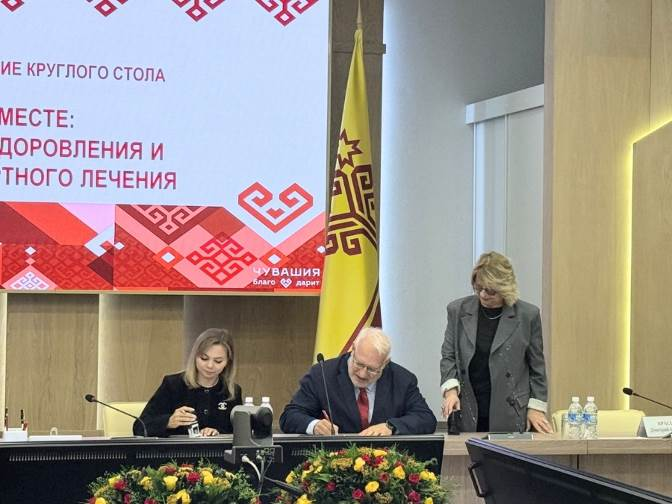 ИЕ КРУГЛОГО СТОЛА
МЕСТЕ:
ДОРОВЛЕНИЯ И
РТНОГО ЛЕЧЕНИЯ
ЧУВАШИЯ
благо дарит